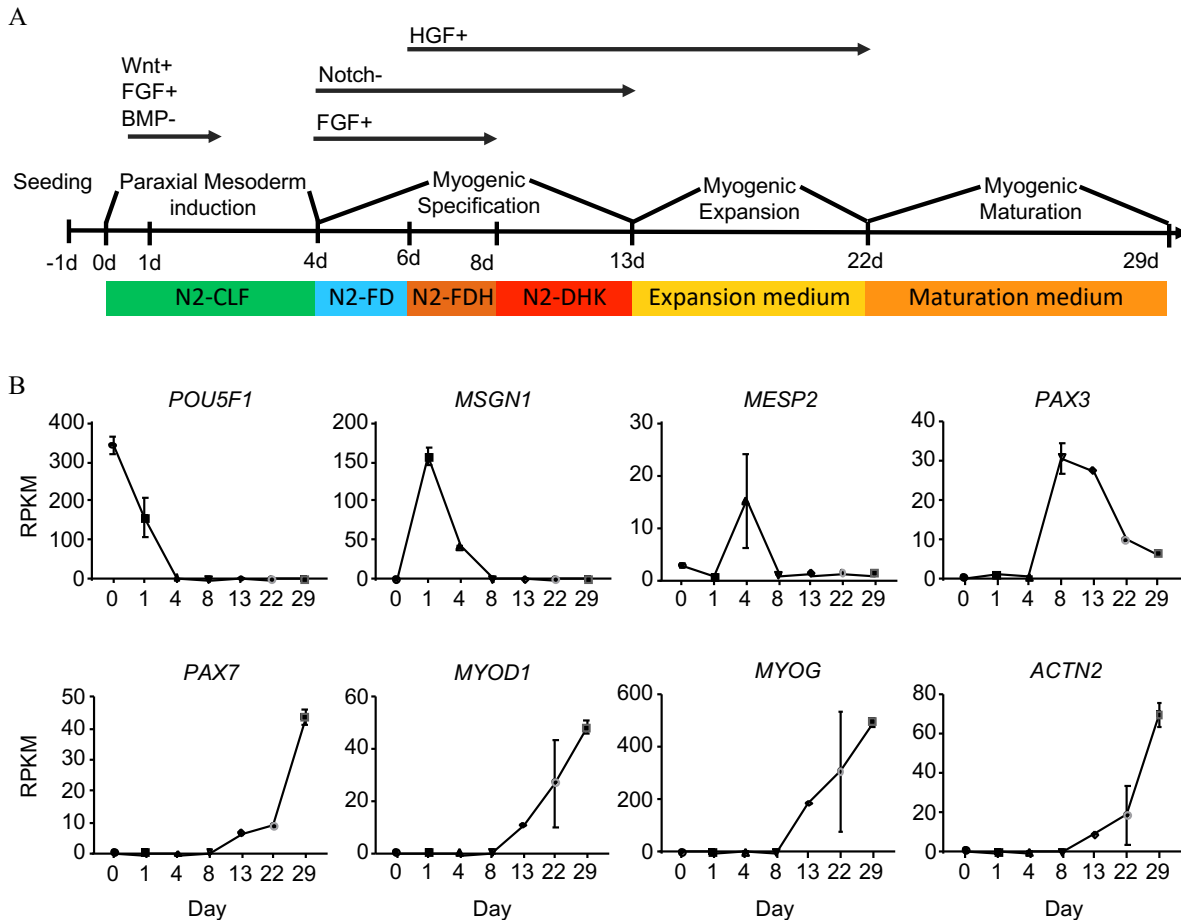 A
HGF+
Wnt+
FGF+
BMP-
Notch-
FGF+
Seeding
Paraxial Mesoderm
induction
Myogenic
Specification
Myogenic
Expansion
Myogenic
Maturation
-1d 0d 1d 4d 6d 8d 13d 22d 29d
N2-CLF N2-FD N2-FDH N2-DHK Expansion medium Maturation medium
B
POU5F1
RPKM
400
300
200
100
0
0 1 4 8 13 22 29
MSGN1
200
150
100
50
0
0 1 4 8 13 22 29
MESP2
30
20
10
0
0 1 4 8 13 22 29
PAX3
40
30
20
10
0
0 1 4 8 13 22 29
PAX7
RPKM
50
40
30
20
10
0
0 1 4 8 13 22 29
Day
MYOD1
60
40
20
0
0 1 4 8 13 22 29
Day
MYOG
600
400
200
0
0 1 4 8 13 22 29
Day
ACTN2
80
60
40
20
0
0 1 4 8 13 22 29
Day